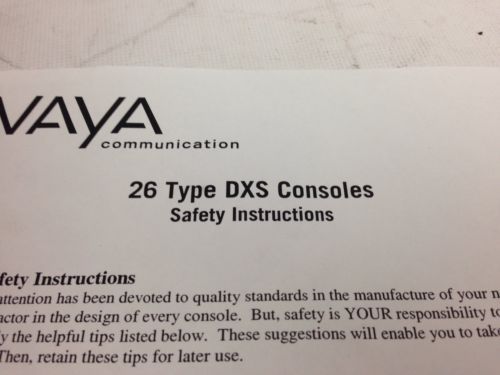 VAYA
communication
26 Type DXS Consoles
Safety Instructions
fety Instructions
attention has been devoted to quality standards in the manufacture of your n
actor in the design of every console. But, safety is YOUR responsibility to
y the helpful tips listed below. These suggestions will enable you to take
Then, retain these tips for later use.